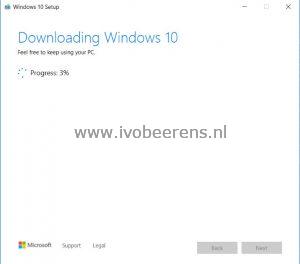 Windows 10 Setup
Downloading Windows 10
Feel free to keep using your PC.
Progress: 3%
www.ivobeerens.nl
Microsoft Support Legal Back Next